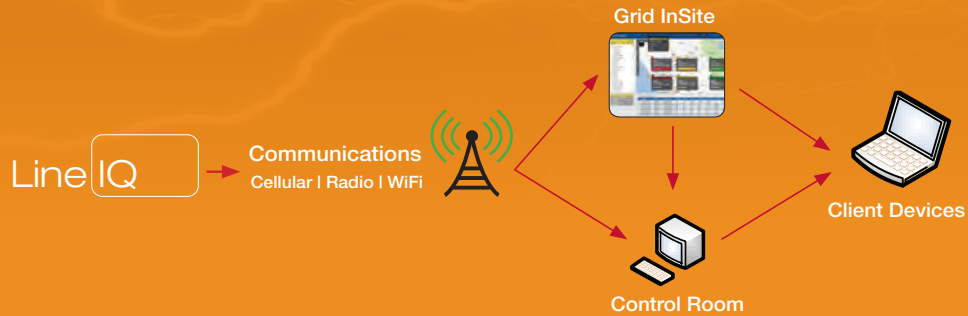 Grid InSite
Line IQ
Communications
Cellular | Radio | WiFi
Client Devices
Control Room